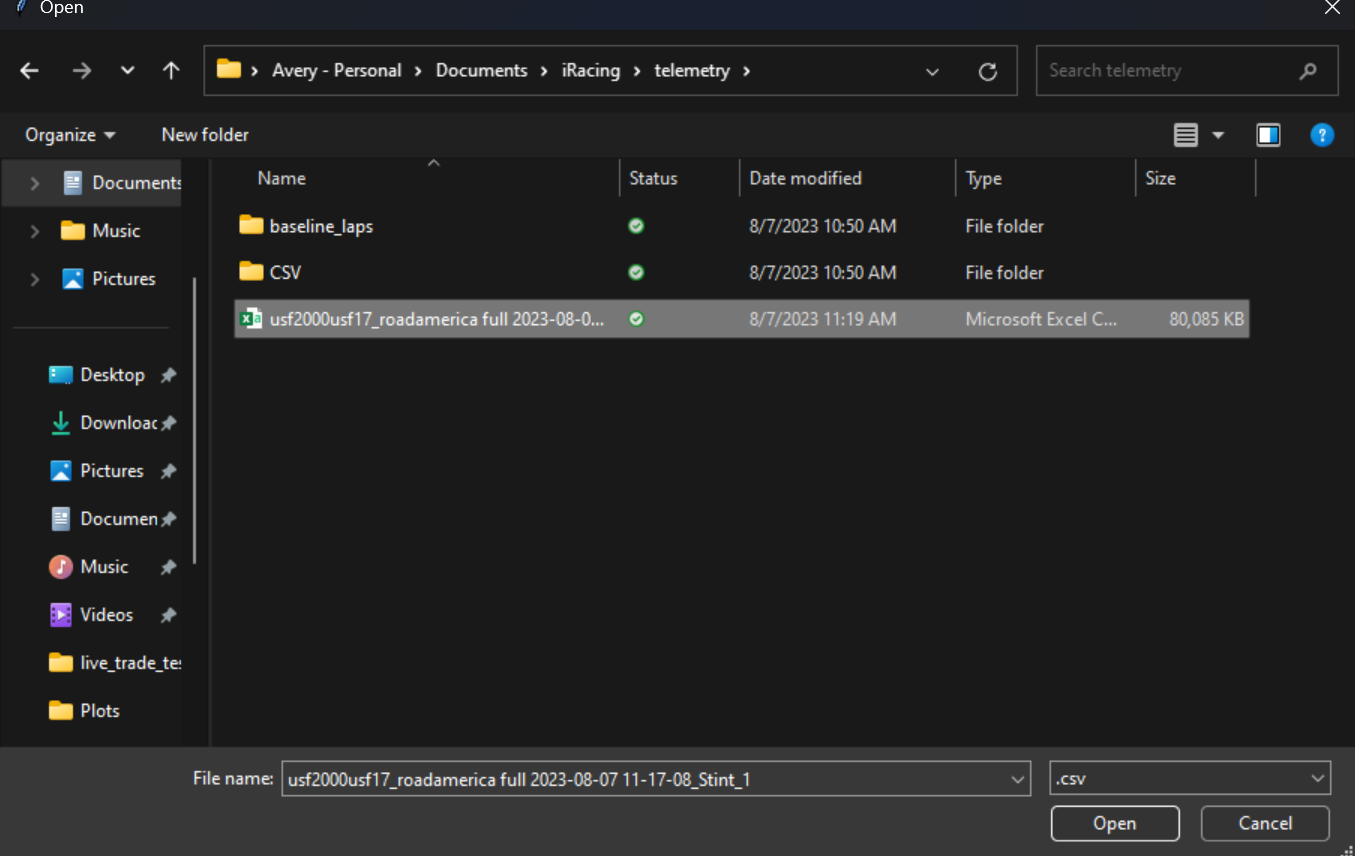 Open
Avery - Personal > Documents > iRacing > telemetry >
Search telemetry
Organize
New folder
?
Name Status Date modified Type Size
baseline_laps 8/7/2023 10:50 AM File folder
CSV 8/7/2023 10:50 AM File folder
usf2000usf17_roadamerica full 2023-08-0... 8/7/2023 11:19 AM Microsoft Excel C... 80,085 KB
Documents
Music
Pictures
Desktop
Downloac
Pictures
Documen
Music
Videos
live_trade_tes
Plots
File name: usf2000usf17_roadamerica full 2023-08-07 11-17-08_Stint_1
.csv
Open
Cancel